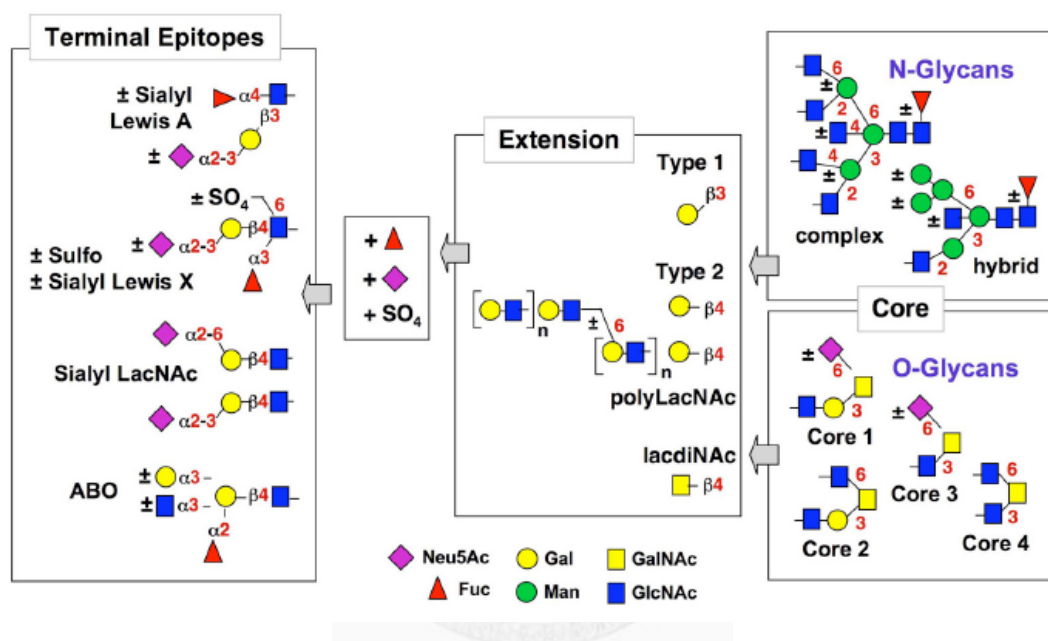 Terminal Epitopes
± Sialyl
Lewis A
α4
β3
± α2-3
± SO₄
6
± α2-3 β4
α3
± Sulfo
± Sialyl Lewis X
α2-6
β4
Sialyl LacNAc
β4
α2-3
ABO
± α3
± α3 β4
α2
+
+
+ SO₄
Extension
Type 1
β3
Type 2
β4
n
± 6
n β4
polyLacNAc
lacdiNAc
β4
N-Glycans
6
±
2 6 ±
± 4
4 3
±
2
complex
± 6 ±
± ±
3
2
hybrid
Core
O-Glycans
±
6
3
Core 1
±
6
3
Core 3
6
3
Core 2
6
3
Core 4
Neu5Ac Gal GalNAc
Fuc Man GlcNAc